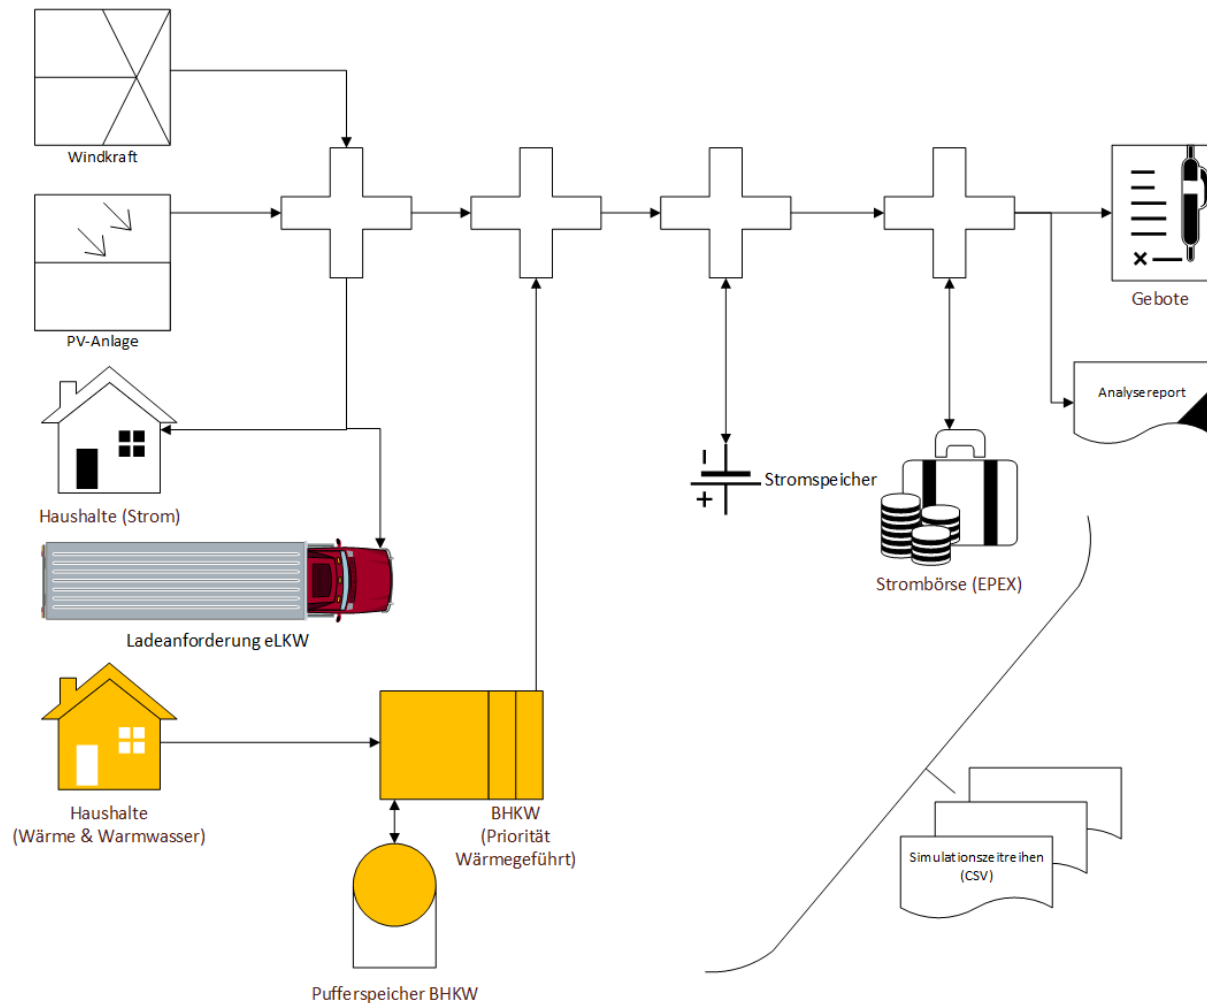 Windkraft
PV-Anlage
Gebote
Analysereport
Haushalte (Strom)
Stromspeicher
Strombörse (EPEX)
Ladeanforderung eLKW
Haushalte
(Wärme & Warmwasser)
BHKW
(Priorität
Wärmegeführt)
Simulationszeitreihen
(CSV)
Pufferspeicher BHKW